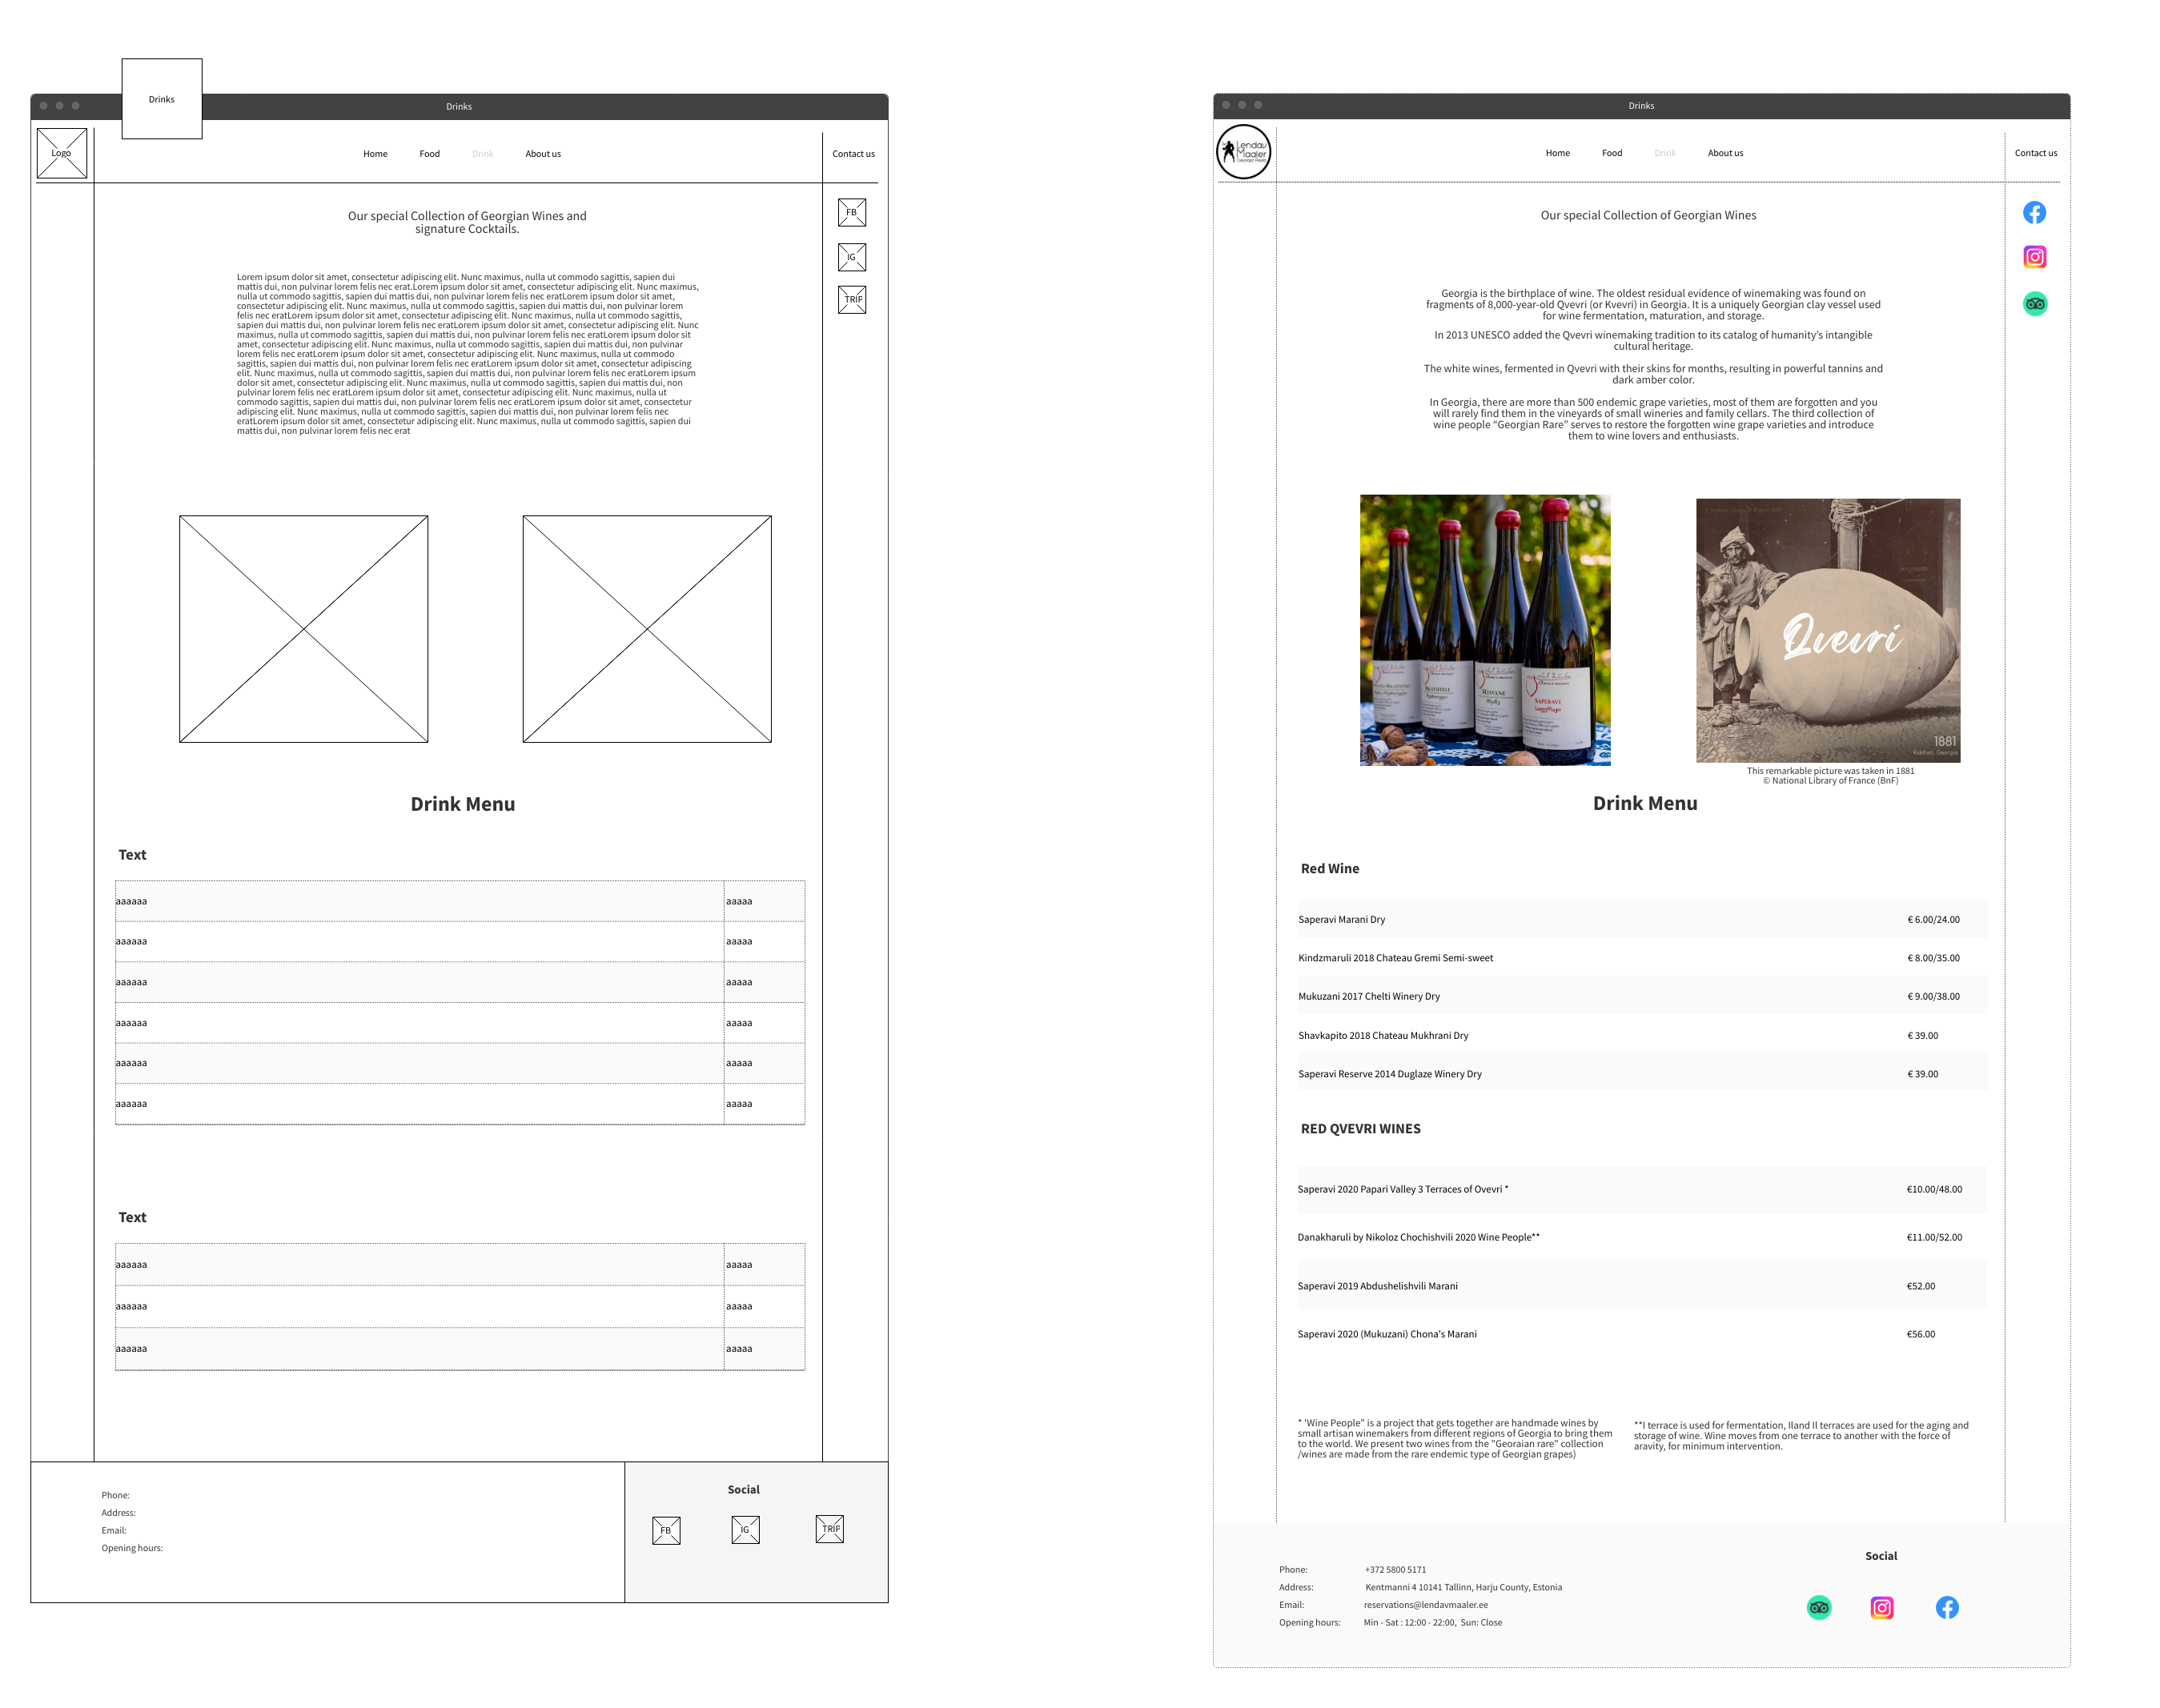 Drinks
Drinks
Logo
Home Food Drink About us
Contact us
Our special Collection of Georgian Wines and
signature Cocktails.
FB
IG
TRIP
Lorem ipsum dolor sit amet, consectetur adipiscing elit. Nunc maximus, nulla ut commodo sagittis, sapien dui
mattis dui, non pulvinar lorem felis nec erat.Lorem ipsum dolor sit amet, consectetur adipiscing elit. Nunc maximus,
nulla ut commodo sagittis, sapien dui mattis dui, non pulvinar lorem felis nec eratLorem ipsum dolor sit amet,
consectetur adipiscing elit. Nunc maximus, nulla ut commodo sagittis, sapien dui mattis dui, non pulvinar lorem
felis nec eratLorem ipsum dolor sit amet, consectetur adipiscing elit. Nunc maximus, nulla ut commodo sagittis,
sapien dui mattis dui, non pulvinar lorem felis nec eratLorem ipsum dolor sit amet, consectetur adipiscing elit. Nunc
maximus, nulla ut commodo sagittis, sapien dui mattis dui, non pulvinar lorem felis nec eratLorem ipsum dolor sit
amet, consectetur adipiscing elit. Nunc maximus, nulla ut commodo sagittis, sapien dui mattis dui, non pulvinar
lorem felis nec eratLorem ipsum dolor sit amet, consectetur adipiscing elit. Nunc maximus, nulla ut commodo
sagittis, sapien dui mattis dui, non pulvinar lorem felis nec eratLorem ipsum dolor sit amet, consectetur adipiscing
elit. Nunc maximus, nulla ut commodo sagittis, sapien dui mattis dui, non pulvinar lorem felis nec eratLorem ipsum
dolor sit amet, consectetur adipiscing elit. Nunc maximus, nulla ut commodo sagittis, sapien dui mattis dui, non
pulvinar lorem felis nec eratLorem ipsum dolor sit amet, consectetur adipiscing elit. Nunc maximus, nulla ut
commodo sagittis, sapien dui mattis dui, non pulvinar lorem felis nec eratLorem ipsum dolor sit amet, consectetur
adipiscing elit. Nunc maximus, nulla ut commodo sagittis, sapien dui mattis dui, non pulvinar lorem felis nec
eratLorem ipsum dolor sit amet, consectetur adipiscing elit. Nunc maximus, nulla ut commodo sagittis, sapien dui
mattis dui, non pulvinar lorem felis nec erat
Drink Menu
Text
aaaaaa aaaaa
aaaaaa aaaaa
aaaaaa aaaaa
aaaaaa aaaaa
aaaaaa aaaaa
aaaaaa aaaaa
Text
aaaaaa aaaaa
aaaaaa aaaaa
aaaaaa aaaaa
Phone:
Address:
Email:
Opening hours:
Social
FB IG TRIP
Drinks
Lendav
Maaler
Georgia Resto
Home Food Drink About us
Contact us
Our special Collection of Georgian Wines
Georgia is the birthplace of wine. The oldest residual evidence of winemaking was found on
fragments of 8,000-year-old Qvevri (or Kvevri) in Georgia. It is a uniquely Georgian clay vessel used
for wine fermentation, maturation, and storage.
In 2013 UNESCO added the Qvevri winemaking tradition to its catalog of humanity's intangible
cultural heritage.
The white wines, fermented in Qvevri with their skins for months, resulting in powerful tannins and
dark amber color.
In Georgia, there are more than 500 endemic grape varieties, most of them are forgotten and you
will rarely find them in the vineyards of small wineries and family cellars. The third collection of
wine people “Georgian Rare” serves to restore the forgotten wine grape varieties and introduce
them to wine lovers and enthusiasts.
MTSVANE
SAPERAVI
Qvevri
1881
Kakheti, Georgia
This remarkable picture was taken in 1881
© National Library of France (BnF)
Drink Menu
Red Wine
Saperavi Marani Dry € 6.00/24.00
Kindzmaruli 2018 Chateau Gremi Semi-sweet € 8.00/35.00
Mukuzani 2017 Chelti Winery Dry € 9.00/38.00
Shavkapito 2018 Chateau Mukhrani Dry € 39.00
Saperavi Reserve 2014 Duglaze Winery Dry € 39.00
RED QVEVRI WINES
Saperavi 2020 Papari Valley 3 Terraces of Ovevri * €10.00/48.00
Danakharuli by Nikoloz Chochishvili 2020 Wine People** €11.00/52.00
Saperavi 2019 Abdushelishvili Marani €52.00
Saperavi 2020 (Mukuzani) Chona's Marani €56.00
* 'Wine People" is a project that gets together are handmade wines by
small artisan winemakers from different regions of Georgia to bring them
to the world. We present two wines from the "Georaian rare" collection
/wines are made from the rare endemic type of Georgian grapes)
**I terrace is used for fermentation, Iland Il terraces are used for the aging and
storage of wine. Wine moves from one terrace to another with the force of
aravity, for minimum intervention.
Phone: +372 5800 5171
Address: Kentmanni 4 10141 Tallinn, Harju County, Estonia
Email: reservations@lendavmaaler.ee
Opening hours: Min - Sat : 12:00 - 22:00, Sun: Close
Social